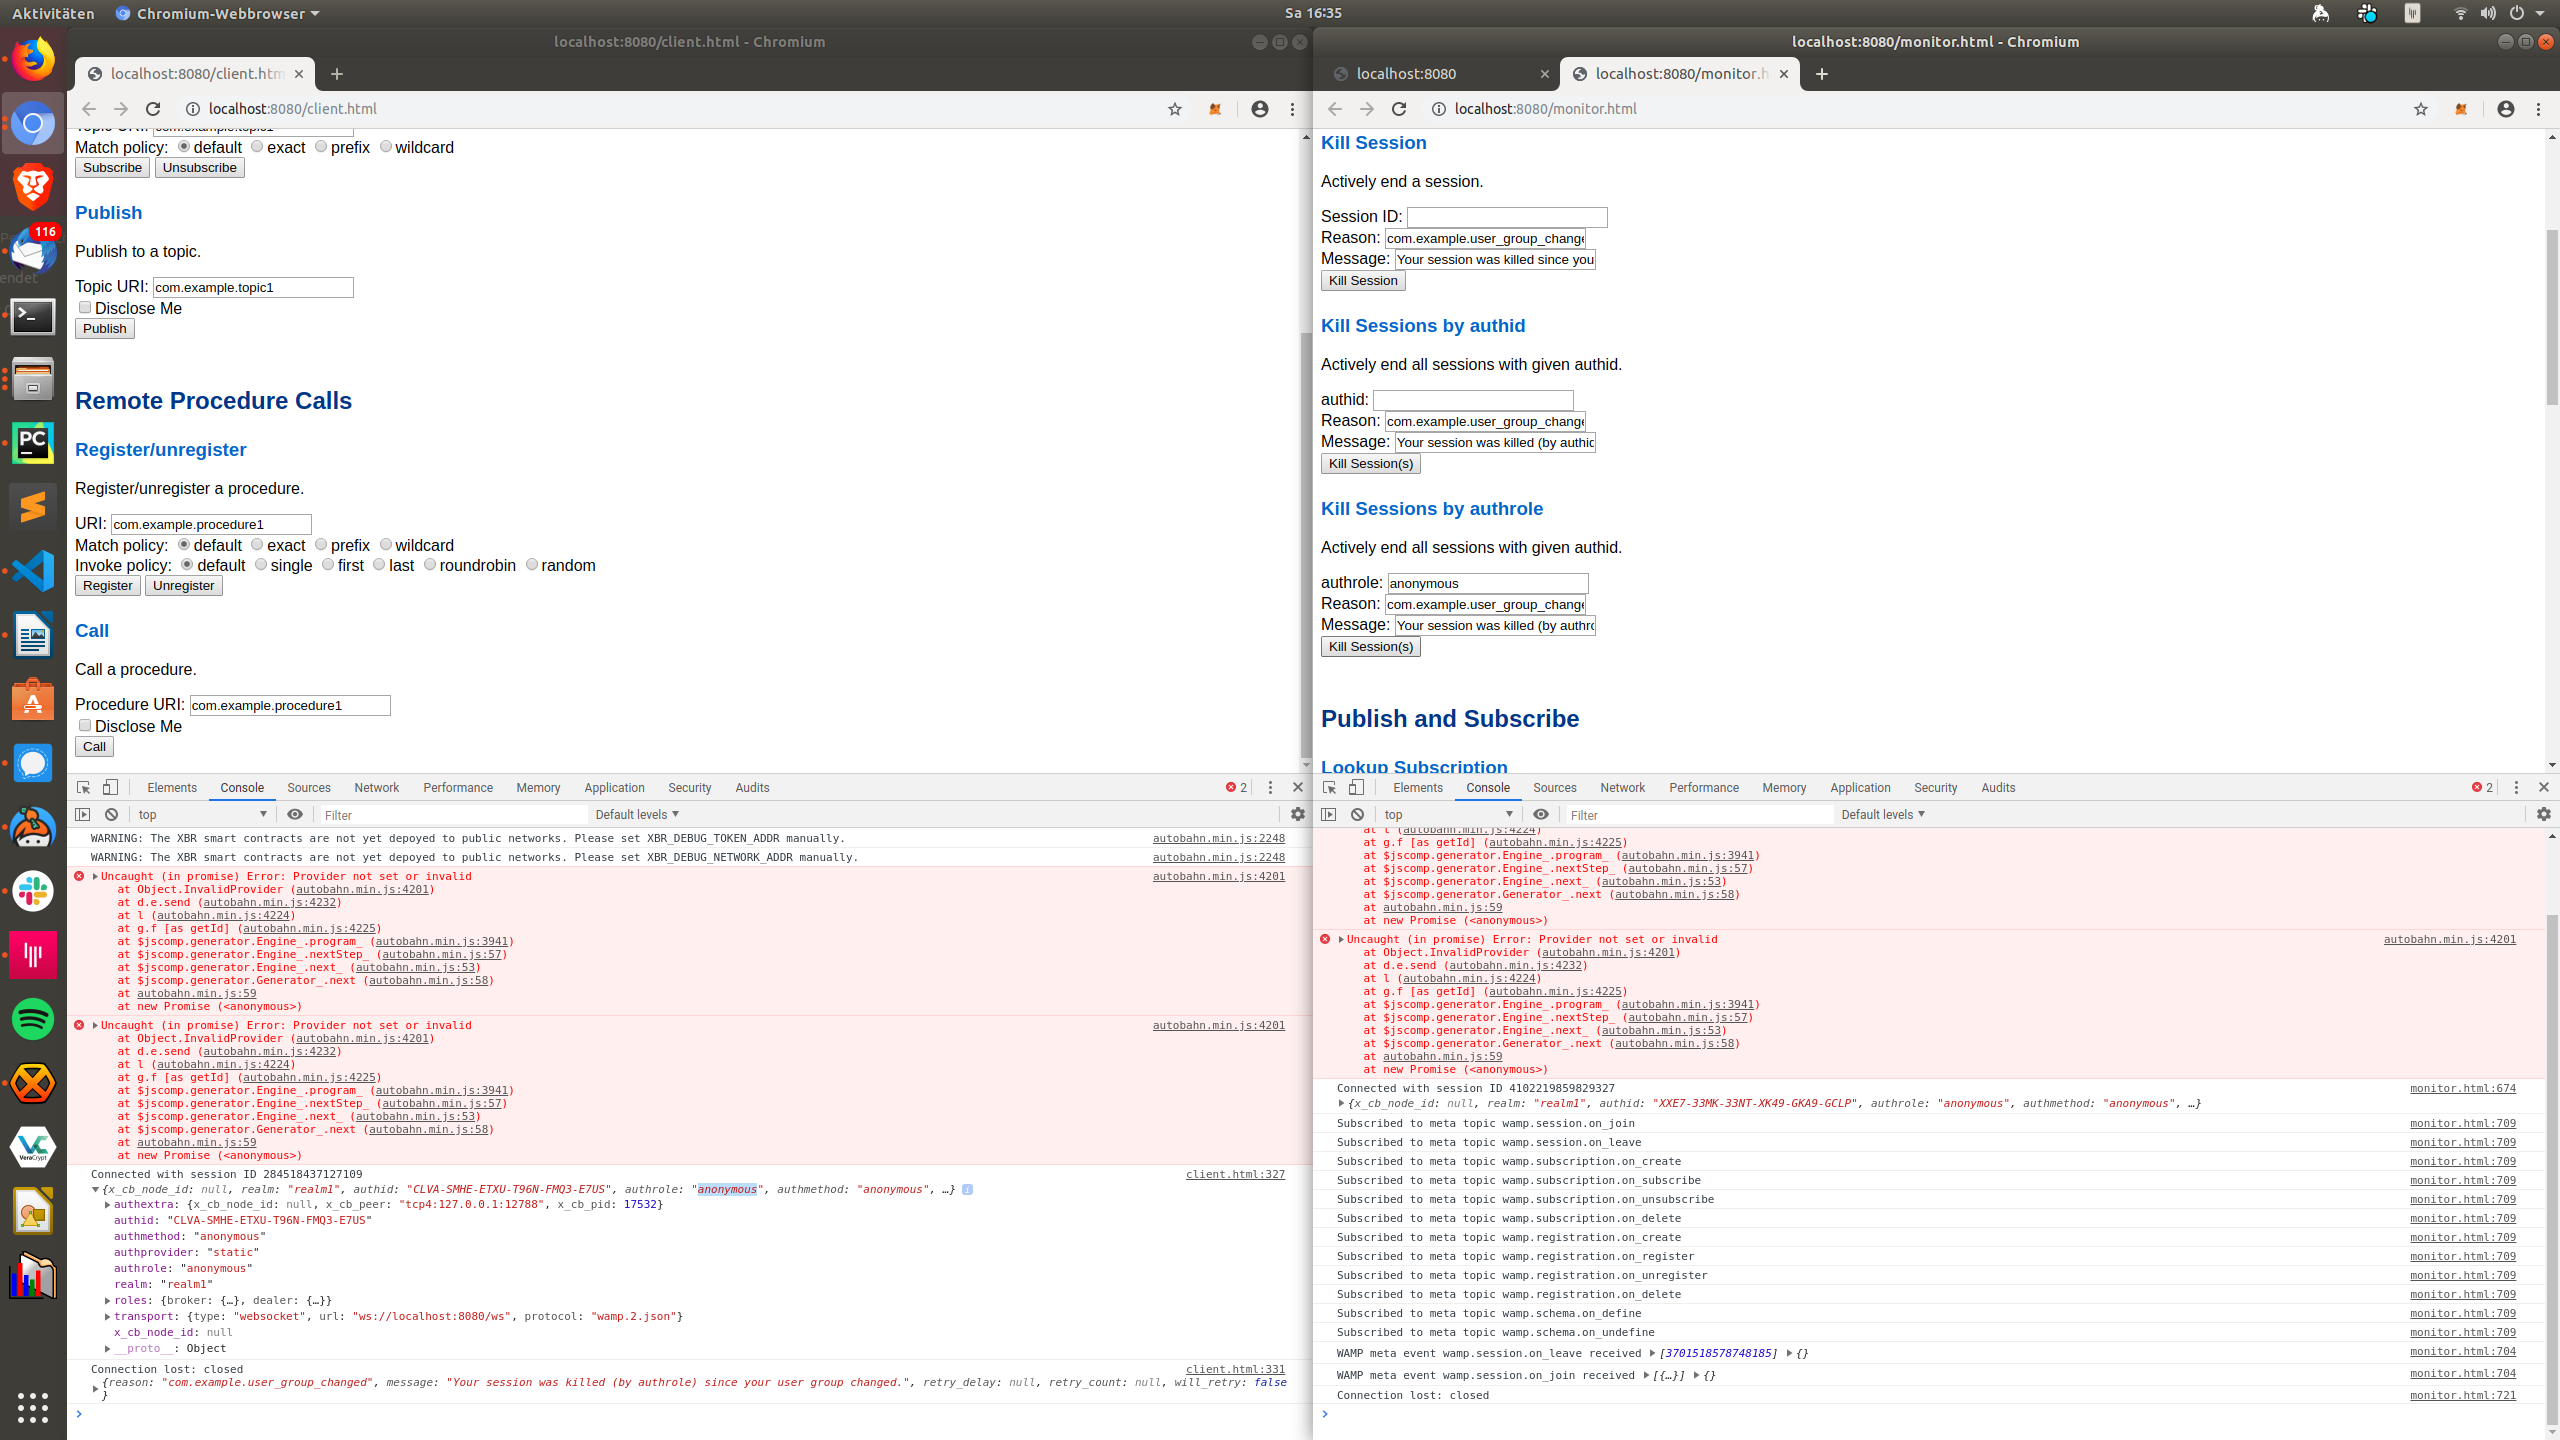 Aktivitäten
Chromium-Webbrowser
Sa 16:35
localhost:8080/client.html - Chromium
localhost:8080/client.htm
localhost:8080/client.html
Match policy: default exact prefix wildcard
Subscribe Unsubscribe
Publish
Publish to a topic.
Topic URI: com.example.topic1
Disclose Me
Publish
Remote Procedure Calls
Register/unregister
Register/unregister a procedure.
URI: com.example.procedure1
Match policy: default exact prefix wildcard
Invoke policy: default single first last roundrobin random
Register Unregister
Call
Call a procedure.
Procedure URI: com.example.procedure1
Disclose Me
Call
Elements Console Sources Network Performance Memory Application Security Audits 2
top Filter Default levels
WARNING: The XBR smart contracts are not yet depoyed to public networks. Please set XBR_DEBUG_TOKEN_ADDR manually. autobahn.min.js:2248
WARNING: The XBR smart contracts are not yet depoyed to public networks. Please set XBR_DEBUG_NETWORK_ADDR manually. autobahn.min.js:2248
Uncaught (in promise) Error: Provider not set or invalid autobahn.min.js:4201
at Object.InvalidProvider (autobahn.min.js:4201)
at d.e.send (autobahn.min.js:4232)
at l (autobahn.min.js:4224)
at g.f [as getId] (autobahn.min.js:4225)
at $jscomp.generator.Engine_.program_ (autobahn.min.js:3941)
at $jscomp.generator.Engine_.nextStep_ (autobahn.min.js:57)
at $jscomp.generator.Engine_.next_ (autobahn.min.js:53)
at $jscomp.generator.Generator_.next (autobahn.min.js:58)
at autobahn.min.js:59
at new Promise (<anonymous>)
Uncaught (in promise) Error: Provider not set or invalid autobahn.min.js:4201
at Object.InvalidProvider (autobahn.min.js:4201)
at d.e.send (autobahn.min.js:4232)
at l (autobahn.min.js:4224)
at g.f [as getId] (autobahn.min.js:4225)
at $jscomp.generator.Engine_.program_ (autobahn.min.js:3941)
at $jscomp.generator.Engine_.nextStep_ (autobahn.min.js:57)
at $jscomp.generator.Engine_.next_ (autobahn.min.js:53)
at $jscomp.generator.Generator_.next (autobahn.min.js:58)
at autobahn.min.js:59
at new Promise (<anonymous>)
Connected with session ID 284518437127109 client.html:327
{x_cb_node_id: null, realm: "realm1", authid: "CLVA-SMHE-ETXU-T96N-FMQ3-E7US", authrole: "anonymous", authmethod: "anonymous", …}
authextra: {x_cb_node_id: null, x_cb_peer: "tcp4:127.0.0.1:12788", x_cb_pid: 17532}
authid: "CLVA-SMHE-ETXU-T96N-FMQ3-E7US"
authmethod: "anonymous"
authprovider: "static"
authrole: "anonymous"
realm: "realm1"
roles: {broker: {…}, dealer: {…}}
transport: {type: "websocket", url: "ws://localhost:8080/ws", protocol: "wamp.2.json"}
x_cb_node_id: null
__proto__: Object
Connection lost: closed client.html:331
{reason: "com.example.user_group_changed", message: "Your session was killed (by authrole) since your user group changed.", retry_delay: null, retry_count: null, will_retry: false
}
localhost:8080/monitor.html - Chromium
localhost:8080
localhost:8080/monitor.h
localhost:8080/monitor.html
Kill Session
Actively end a session.
Session ID:
Reason: com.example.user_group_change
Message: Your session was killed since you
Kill Session
Kill Sessions by authid
Actively end all sessions with given authid.
authid:
Reason: com.example.user_group_change
Message: Your session was killed (by authic
Kill Session(s)
Kill Sessions by authrole
Actively end all sessions with given authid.
authrole: anonymous
Reason: com.example.user_group_change
Message: Your session was killed (by authro
Kill Session(s)
Publish and Subscribe
Lookup Subscription
Elements Console Sources Network Performance Memory Application Security Audits 2
top Filter Default levels
at l (autobahn.min.js:4224)
at g.f [as getId] (autobahn.min.js:4225)
at $jscomp.generator.Engine_.program_ (autobahn.min.js:3941)
at $jscomp.generator.Engine_.nextStep_ (autobahn.min.js:57)
at $jscomp.generator.Engine_.next_ (autobahn.min.js:53)
at $jscomp.generator.Generator_.next (autobahn.min.js:58)
at autobahn.min.js:59
at new Promise (<anonymous>)
Uncaught (in promise) Error: Provider not set or invalid autobahn.min.js:4201
at Object.InvalidProvider (autobahn.min.js:4201)
at d.e.send (autobahn.min.js:4232)
at l (autobahn.min.js:4224)
at g.f [as getId] (autobahn.min.js:4225)
at $jscomp.generator.Engine_.program_ (autobahn.min.js:3941)
at $jscomp.generator.Engine_.nextStep_ (autobahn.min.js:57)
at $jscomp.generator.Engine_.next_ (autobahn.min.js:53)
at $jscomp.generator.Generator_.next (autobahn.min.js:58)
at autobahn.min.js:59
at new Promise (<anonymous>)
Connected with session ID 4102219859829327 monitor.html:674
{x_cb_node_id: null, realm: "realm1", authid: "XXE7-33MK-33NT-XK49-GKA9-GCLP", authrole: "anonymous", authmethod: "anonymous", …}
Subscribed to meta topic wamp.session.on_join monitor.html:709
Subscribed to meta topic wamp.session.on_leave monitor.html:709
Subscribed to meta topic wamp.subscription.on_create monitor.html:709
Subscribed to meta topic wamp.subscription.on_subscribe monitor.html:709
Subscribed to meta topic wamp.subscription.on_unsubscribe monitor.html:709
Subscribed to meta topic wamp.subscription.on_delete monitor.html:709
Subscribed to meta topic wamp.registration.on_create monitor.html:709
Subscribed to meta topic wamp.registration.on_register monitor.html:709
Subscribed to meta topic wamp.registration.on_unregister monitor.html:709
Subscribed to meta topic wamp.registration.on_delete monitor.html:709
Subscribed to meta topic wamp.schema.on_define monitor.html:709
Subscribed to meta topic wamp.schema.on_undefine monitor.html:709
WAMP meta event wamp.session.on_leave received [3701518578748185] {} monitor.html:704
WAMP meta event wamp.session.on_join received [{…}] {} monitor.html:704
Connection lost: closed monitor.html:721
116
endet
PC
VeraCrypt